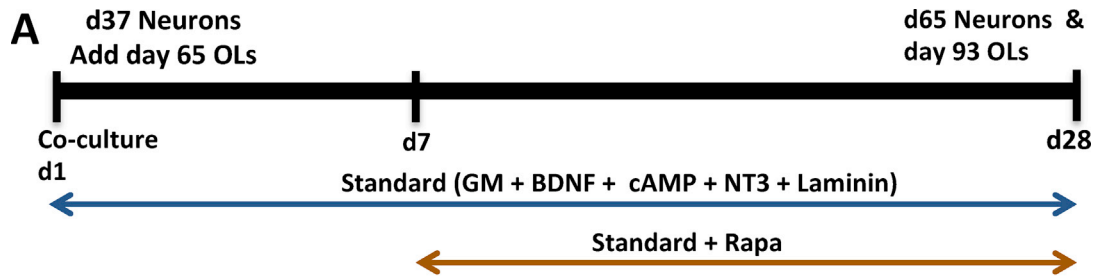 A
d37 Neurons
Add day 65 OLs
d65 Neurons &
day 93 OLs
Co-culture
d1
d7
d28
Standard (GM + BDNF + cAMP + NT3 + Laminin)
Standard + Rapa